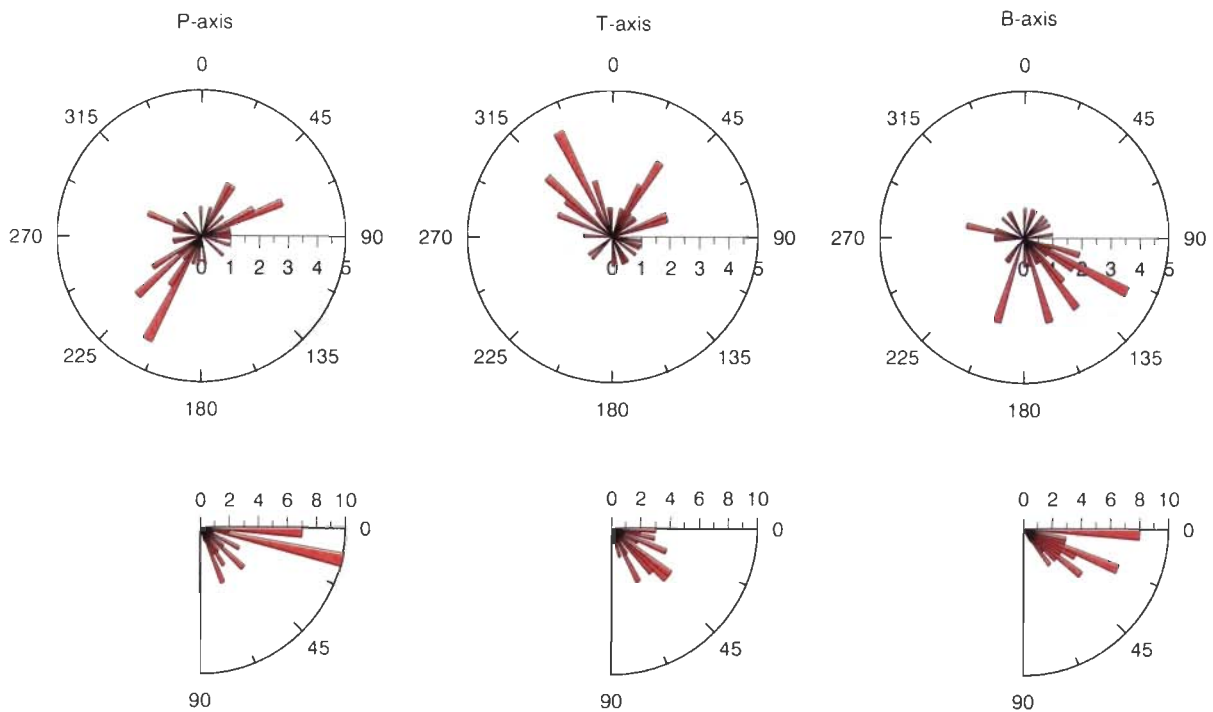 P-axis T-axis B-axis
0 0 0
315 45 315 45 315 45
270 90 270 90 270 90
0 1 2 3 4 5 0 1 2 3 4 5 0 1 2 3 4 5
225 135 225 135 225 135
180 180 180
0 2 4 6 8 10 0 2 4 6 8 10 0 2 4 6 8 10
0 0 0
45 45 45
90 90 90